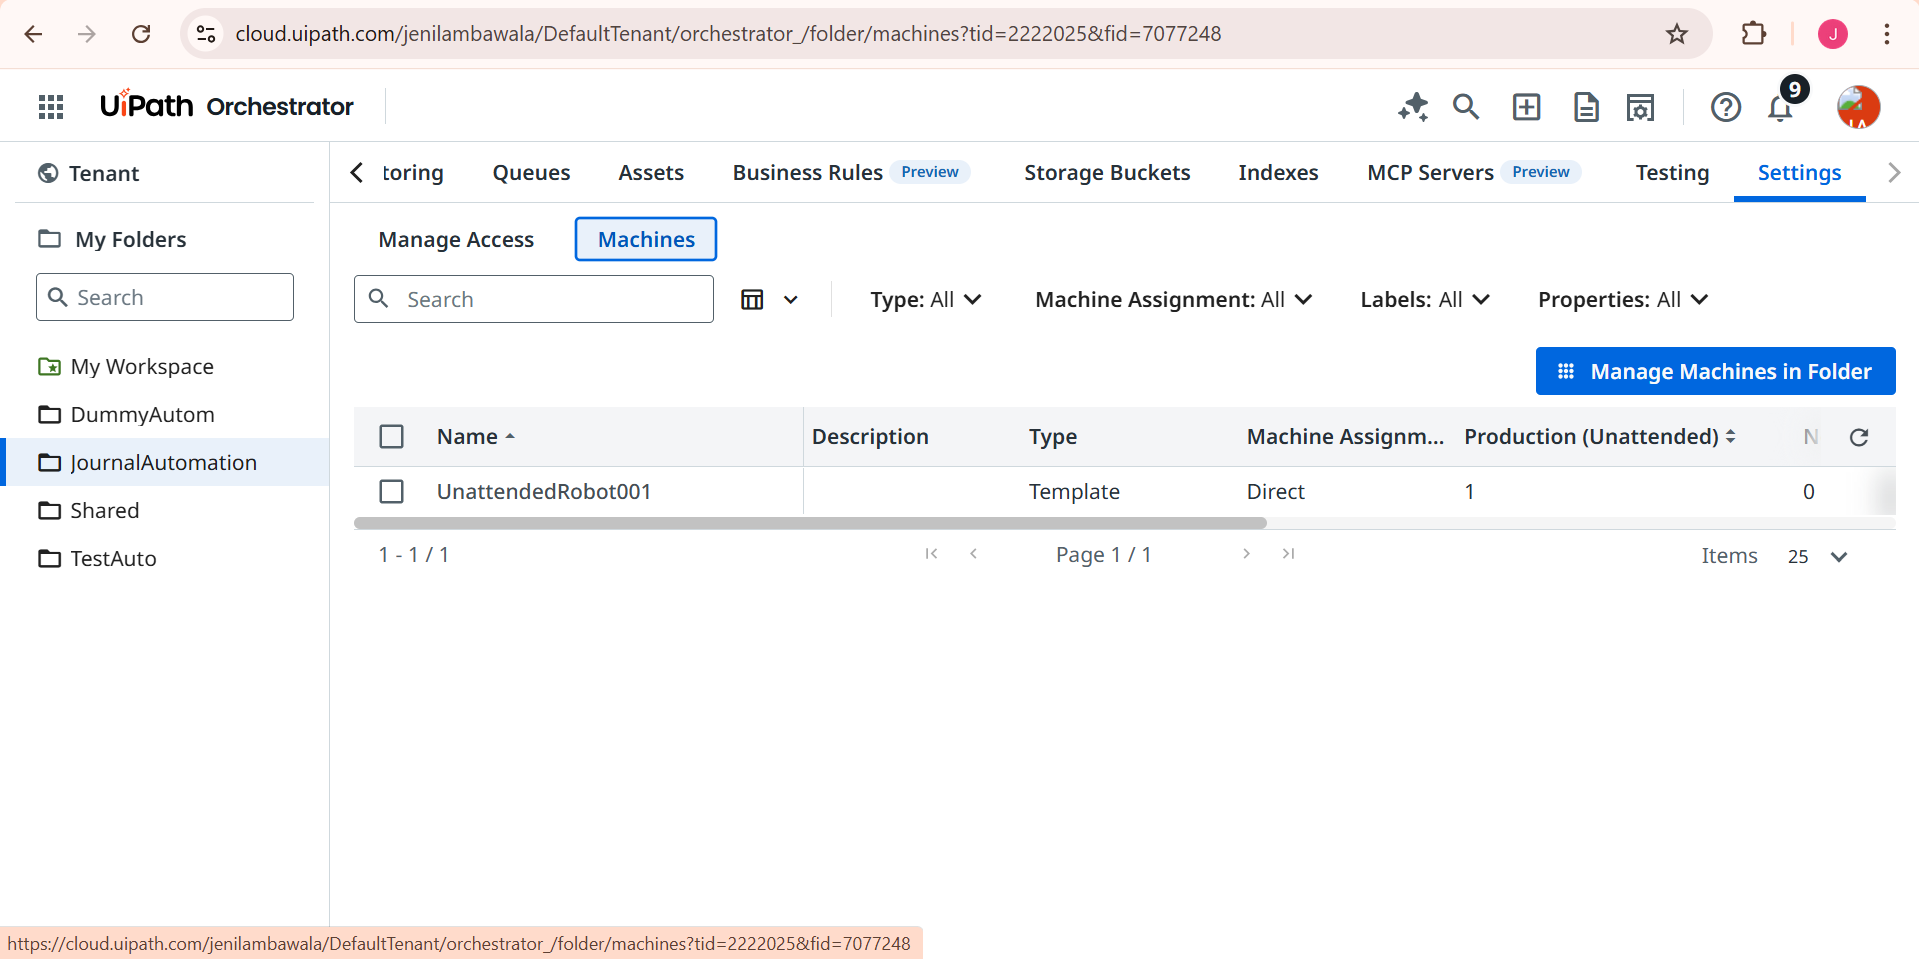 cloud.uipath.com/jenilambawala/DefaultTenant/orchestrator_/folder/machines?tid=2222025&fid=7077248
J
UiPath Orchestrator
9
Tenant
toring Queues Assets Business Rules Preview Storage Buckets Indexes MCP Servers Preview Testing Settings
My Folders
Manage Access Machines
Search
Search
Type: All Machine Assignment: All Labels: All Properties: All
My Workspace
Manage Machines in Folder
DummyAutom
Name Description Type Machine Assignm... Production (Unattended) N
JournalAutomation
UnattendedRobot001 Template Direct 1 0
Shared
1 - 1 / 1 Page 1 / 1 Items 25
TestAuto
https://cloud.uipath.com/jenilambawala/DefaultTenant/orchestrator_/folder/machines?tid=2222025&fid=7077248